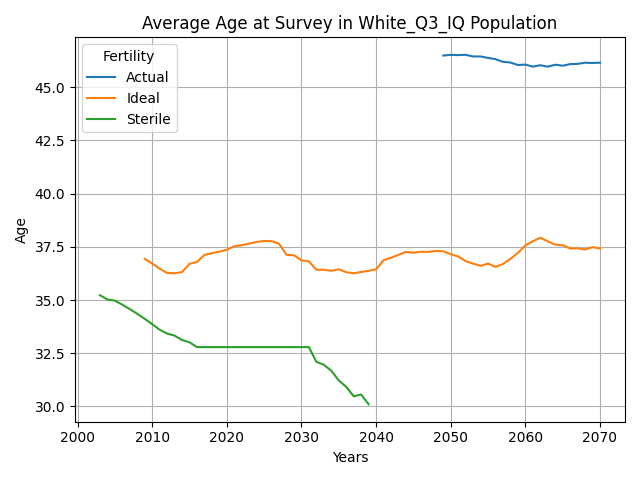 Average Age at Survey in White_Q3_IQ Population
Fertility
Actual
Ideal
Sterile
45.0
42.5
40.0
37.5
35.0
32.5
30.0
Age
2000 2010 2020 2030 2040 2050 2060 2070
Years